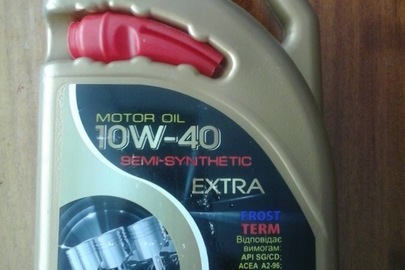 MOTOR OIL
10W-40
SEMI-SYNTHETIC
EXTRA
FROST
TERM
Відповідає
вимогам:
API SG/CD;
ACEA A2-96;